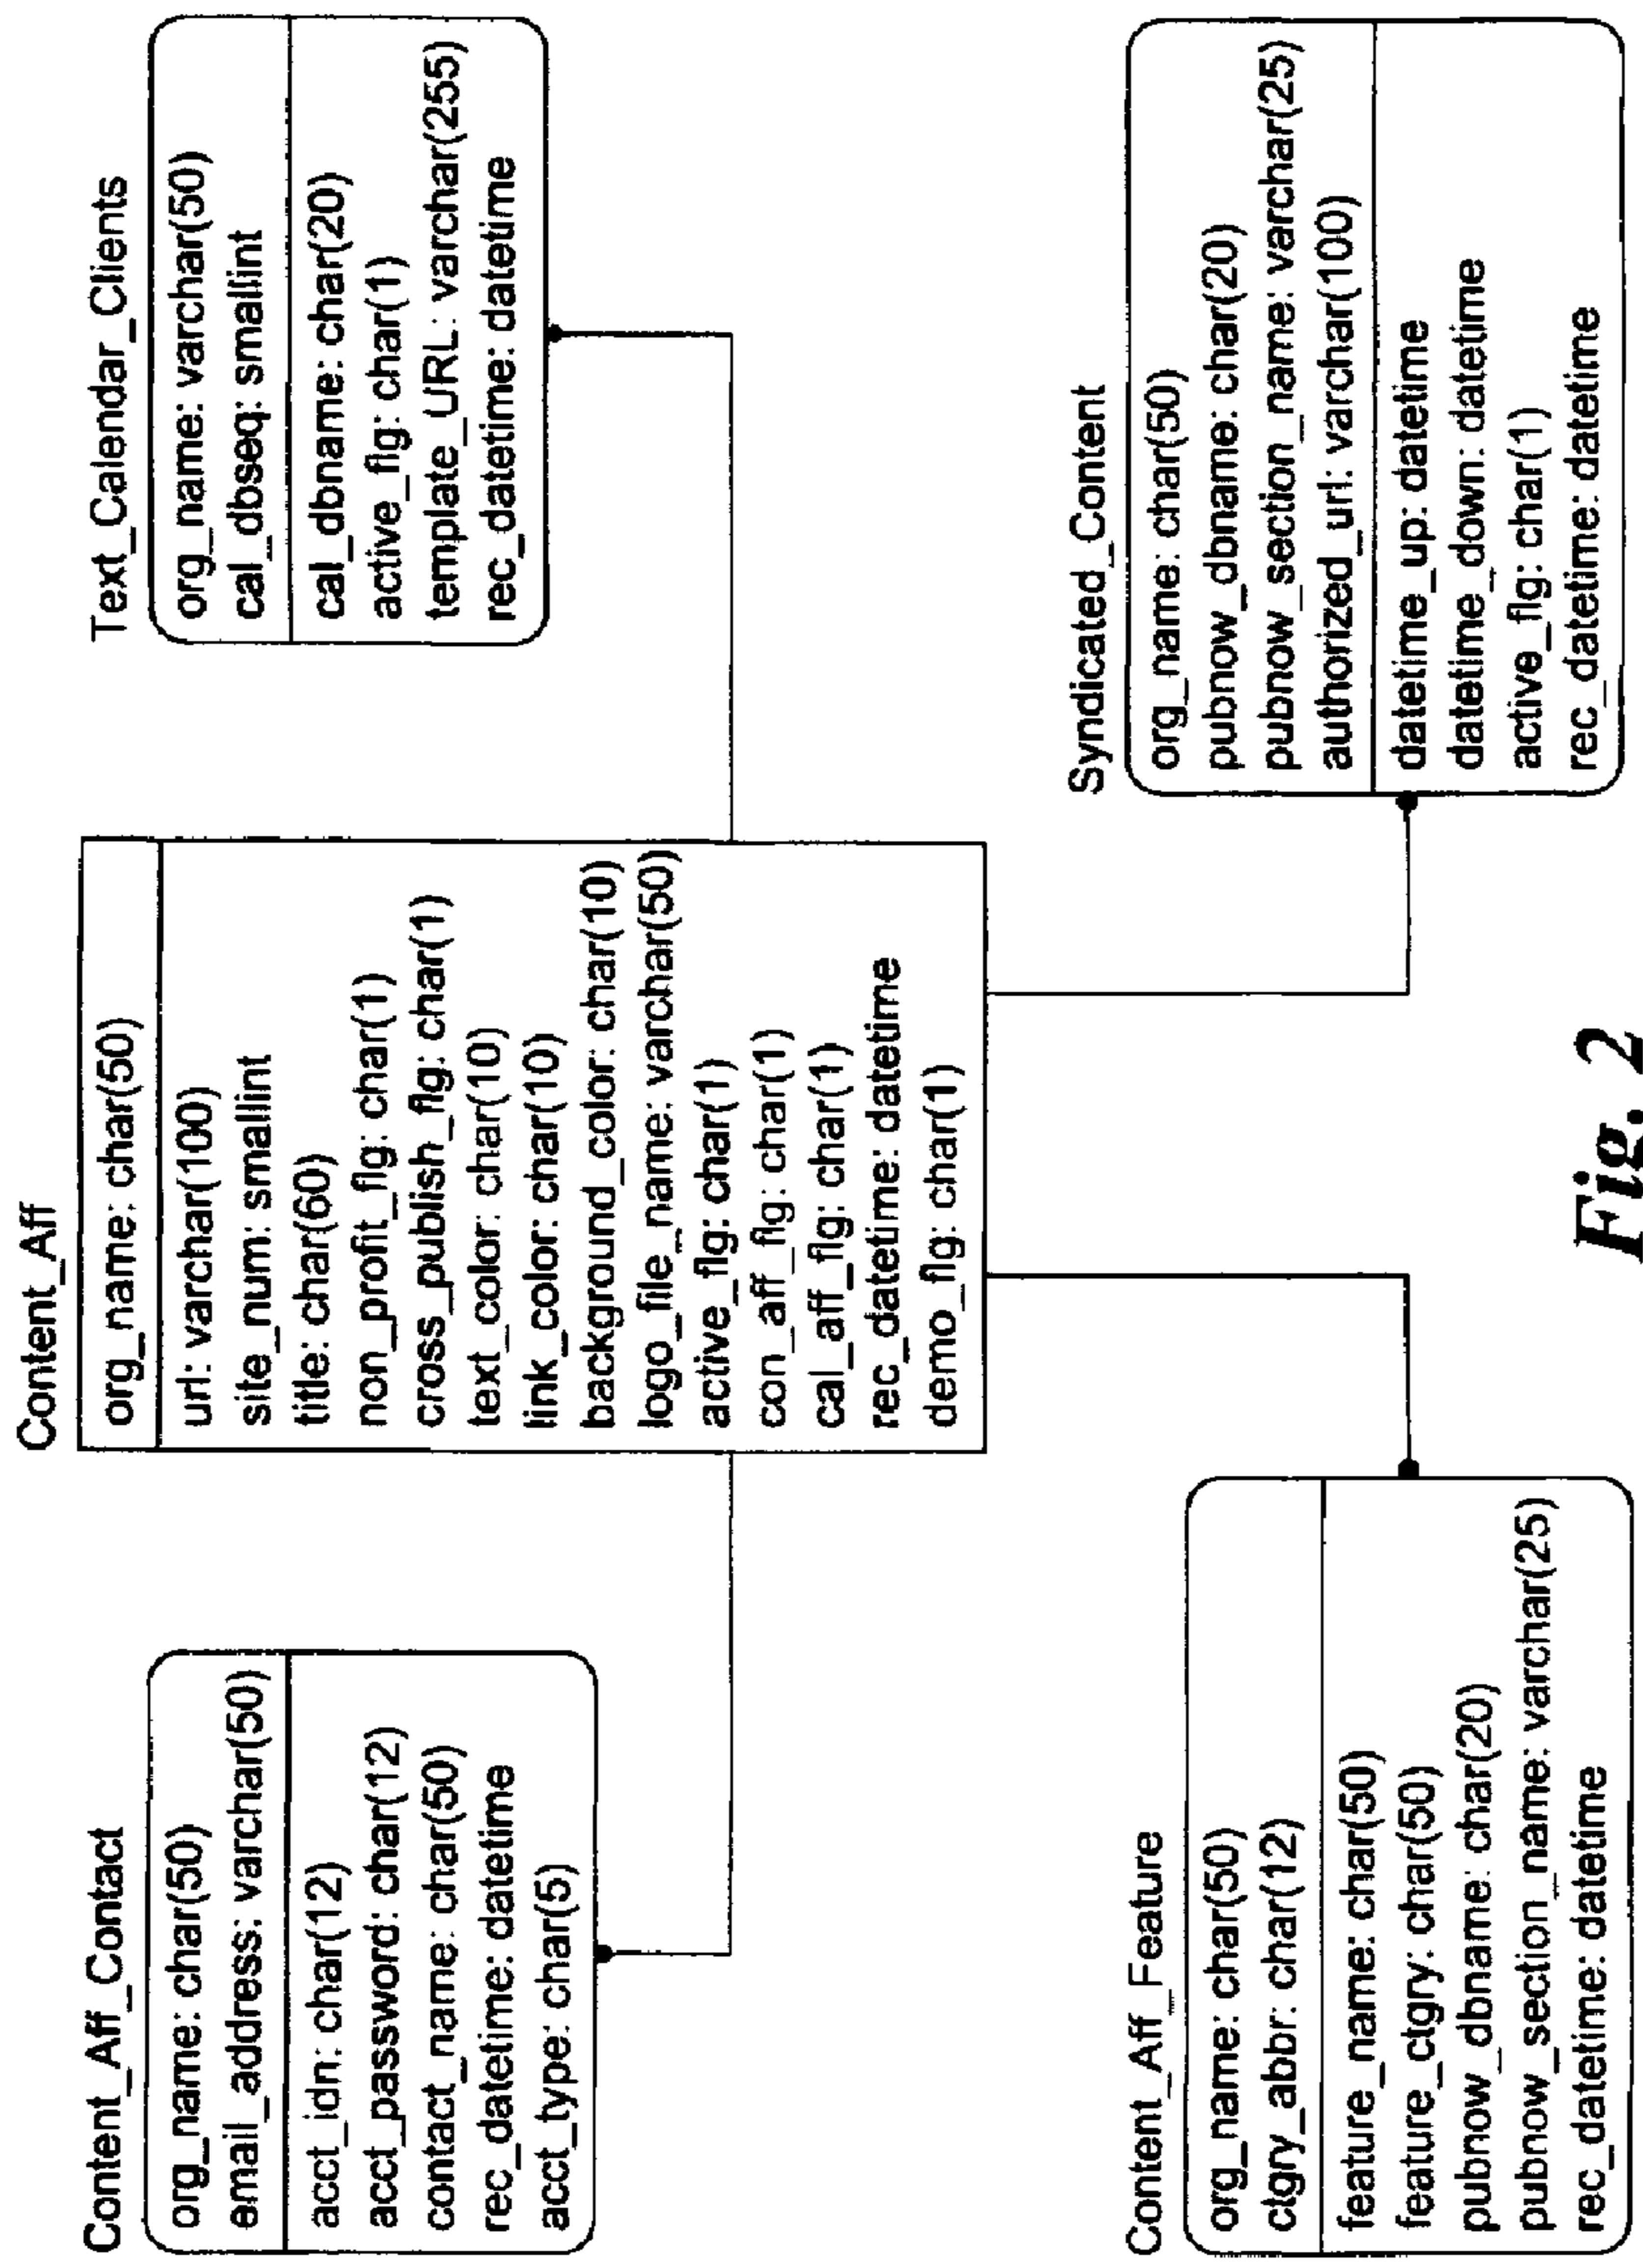 Content_Aff_Contact
org_name: char(50)
email_address: varchar(50)
acct_idn: char(12)
acct_password: char(12)
contact_name: char(50)
rec_datetime: datetime
acct_type: char(5)
Content_Aff
org_name: char(50)
url: varchar(100)
site_num: smallint
title: char(60)
non_profit_flg: char(1)
cross_publish_flg: char(1)
text_color: char(10)
link_color: char(10)
background_color: char(10)
logo_file_name: varchar(50)
active_flg: char(1)
con_aff_flg: char(1)
cal_aff_flg: char(1)
rec_datetime: datetime
demo_flg: char(1)
Text_Calendar_Clients
org_name: varchar(50)
cal_dbseq: smallint
cal_dbname: char(20)
active_flg: char(1)
template_URL: varchar(255)
rec_datetime: datetime
Content_Aff_Feature
org_name: char(50)
ctgry_abbr: char(12)
feature_name: char(50)
feature_ctgry: char(50)
pubnow_dbname: char(20)
pubnow_section_name: varchar(25)
rec_datetime: datetime
Syndicated_Content
org_name: char(50)
pubnow_dbname: char(20)
pubnow_section_name: varchar(25)
authorized_url: varchar(100)
datetime_up: datetime
datetime_down: datetime
active_flg: char(1)
rec_datetime: datetime
Fig. 2